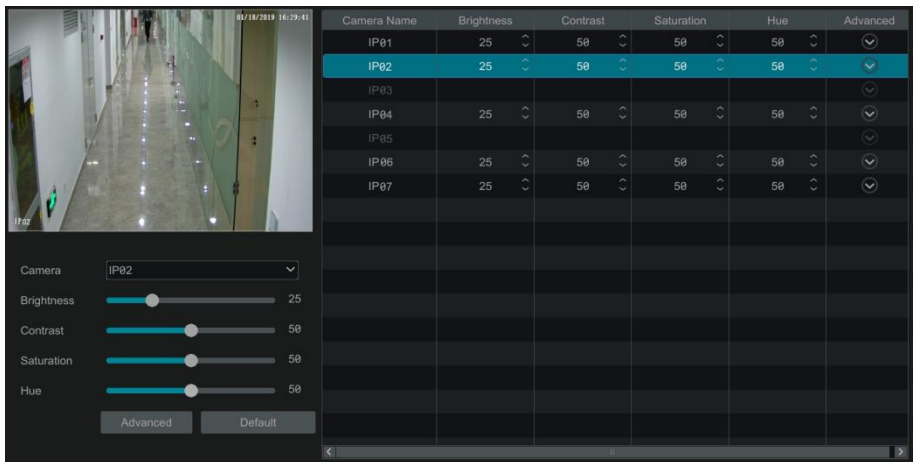 01/18/2019 16:29:41
IP02
Camera IP02
Brightness 25
Contrast 50
Saturation 50
Hue 50
Advanced Default
Camera Name Brightness Contrast Saturation Hue Advanced
IP01 25 50 50 50
IP02 25 50 50 50
IP03
IP04 25 50 50 50
IP05
IP06 25 50 50 50
IP07 25 50 50 50